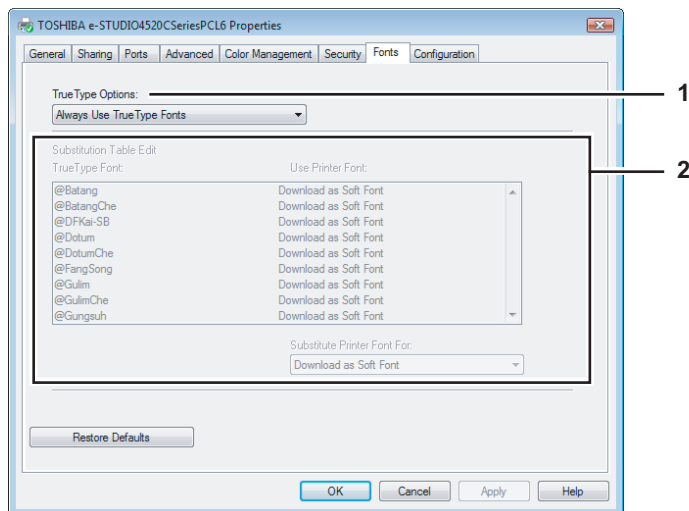 TOSHIBA e-STUDIO4520CSeriesPCL6 Properties
General Sharing Ports Advanced Color Management Security Fonts Configuration
TrueType Options: 1
Always Use TrueType Fonts
Substitution Table Edit 2
TrueType Font: Use Printer Font:
@Batang Download as Soft Font
@BatangChe Download as Soft Font
@DFKai-SB Download as Soft Font
@Dotum Download as Soft Font
@DotumChe Download as Soft Font
@FangSong Download as Soft Font
@Gulim Download as Soft Font
@GulimChe Download as Soft Font
@Gungsuh Download as Soft Font
Substitute Printer Font For:
Download as Soft Font
Restore Defaults
OK Cancel Apply Help